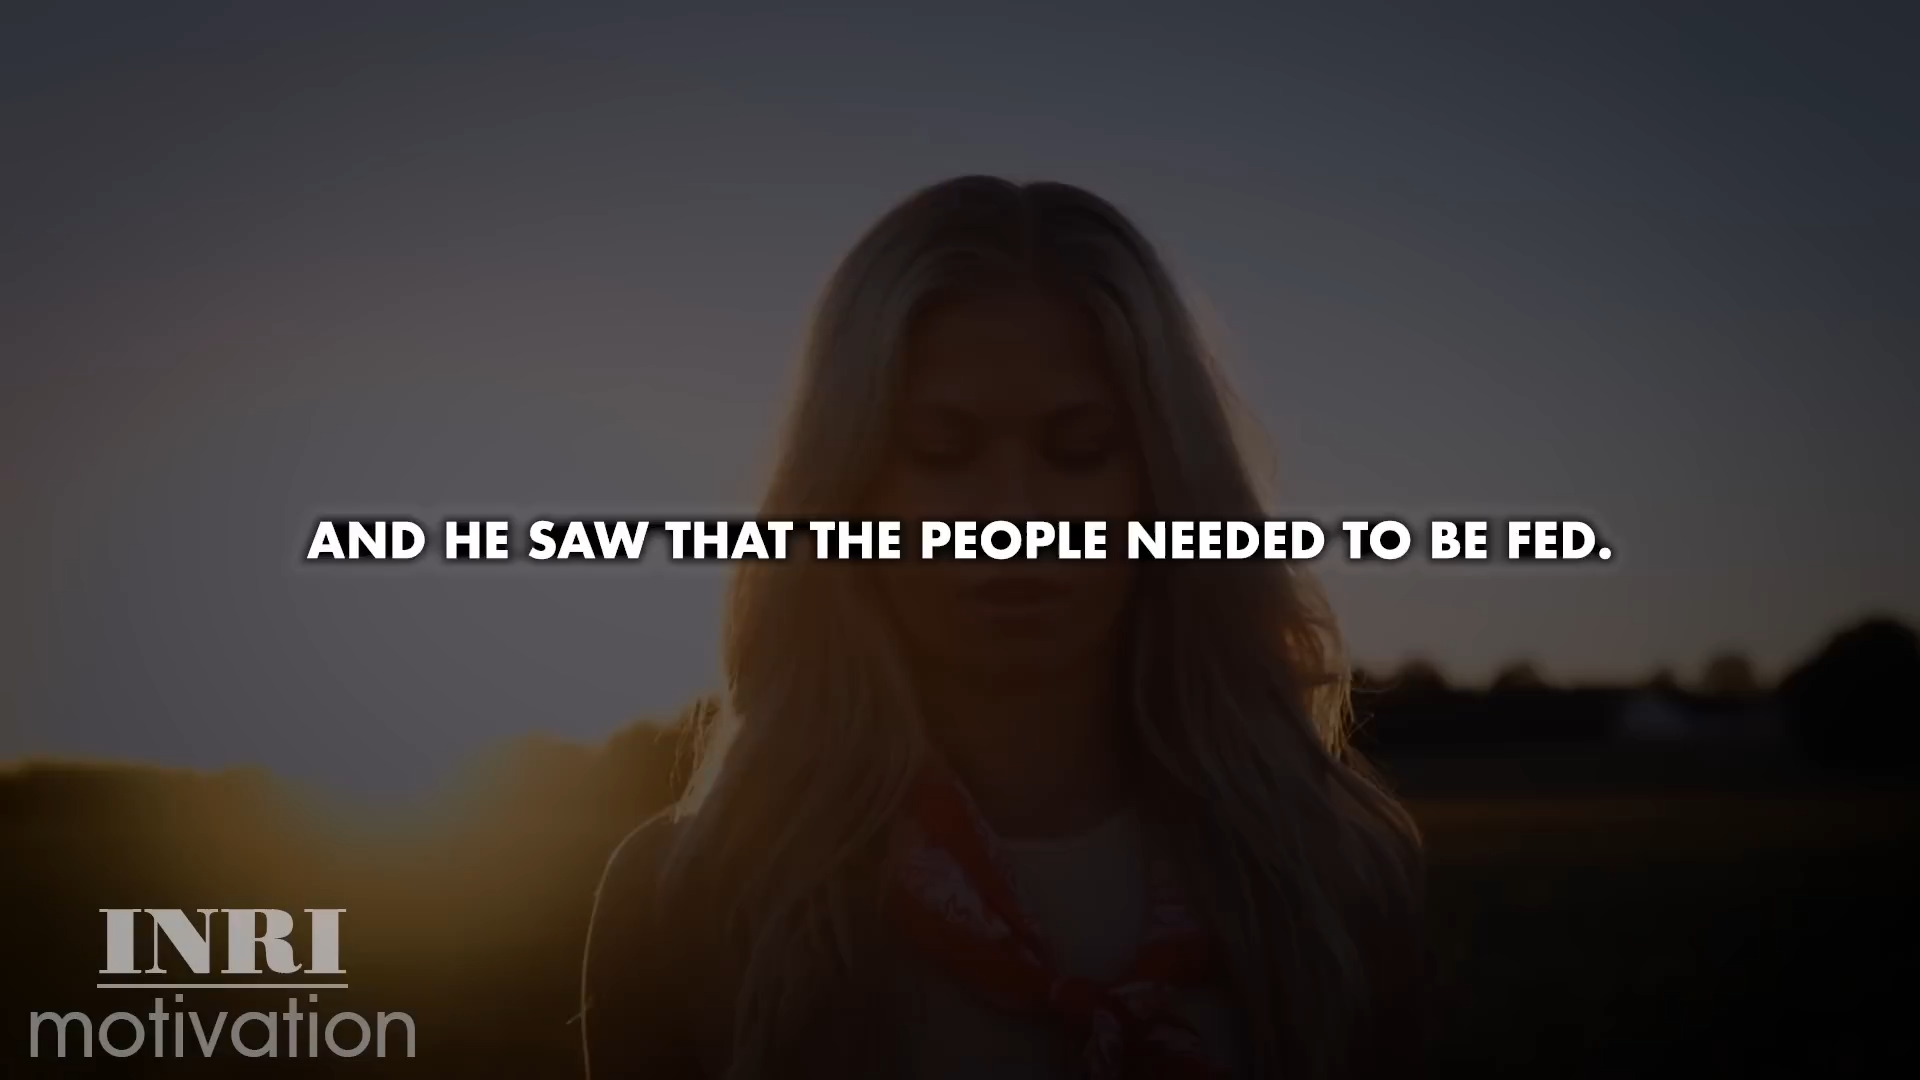 AND HE SAW THAT THE PEOPLE NEEDED TO BE FED.
INRI
motivation